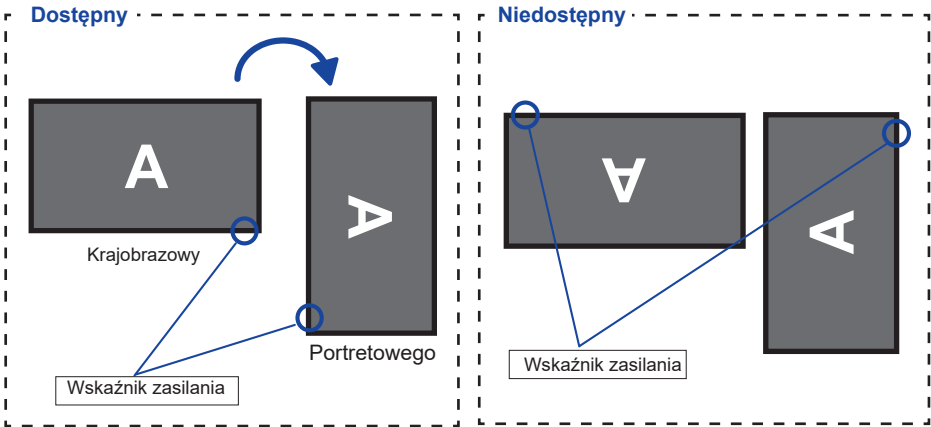 Dostępny
A
Krajobrazowy
A
Portretowego
Wskaźnik zasilania
Niedostępny
A
A
Wskaźnik zasilania